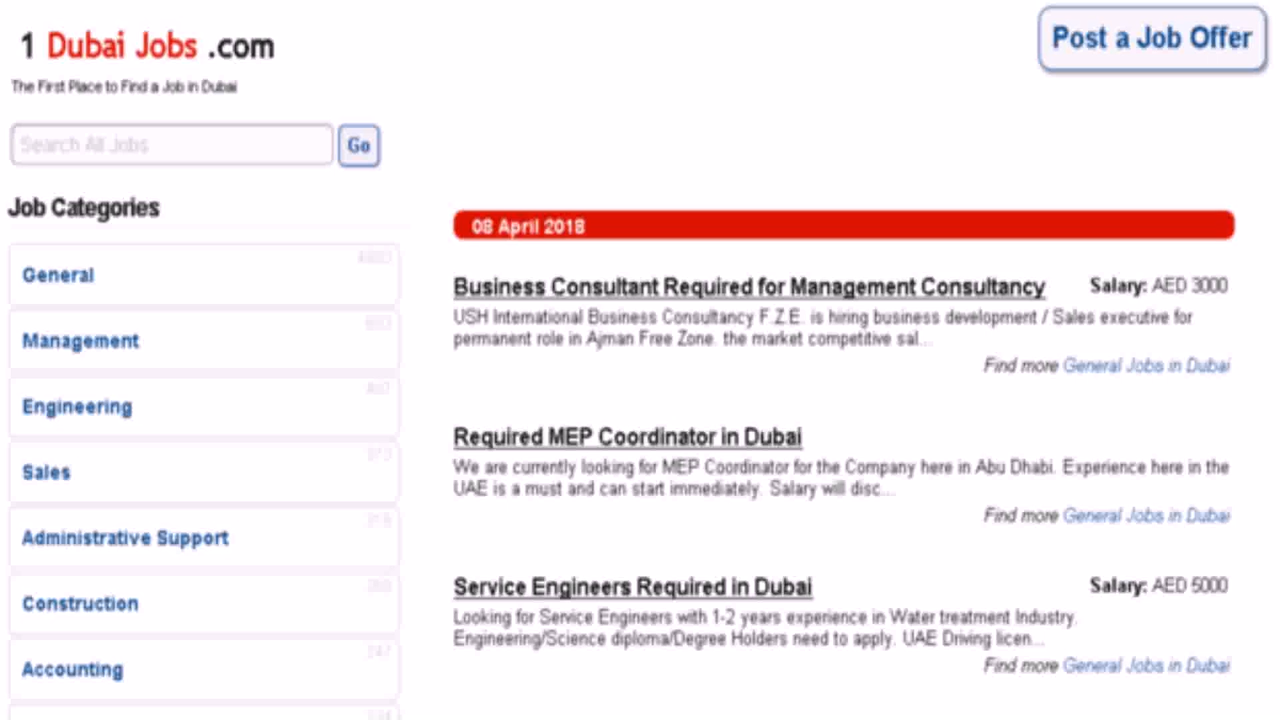 1 Dubai Jobs .com
Post a Job Offer
The First Place to Find a Job in Dubai
Search All Jobs
Go
Job Categories
General
Management
Engineering
Sales
Administrative Support
Construction
Accounting
247
08 April 2018
Business Consultant Required for Management Consultancy
Salary: AED 3000
USH International Business Consultancy F.Z.E. is hiring business development / Sales executive for
permanent role in Ajman Free Zone. the market competitive sal...
Find more General Jobs in Dubai
Required MEP Coordinator in Dubai
We are currently looking for MEP Coordinator for the Company here in Abu Dhabi. Experience here in the
UAE is a must and can start immediately. Salary will disc...
Find more General Jobs in Dubai
Service Engineers Required in Dubai
Salary: AED 5000
Looking for Service Engineers with 1-2 years experience in Water treatment Industry.
Engineering/Science diploma/Degree Holders need to apply. UAE Driving licen...
Find more General Jobs in Dubai